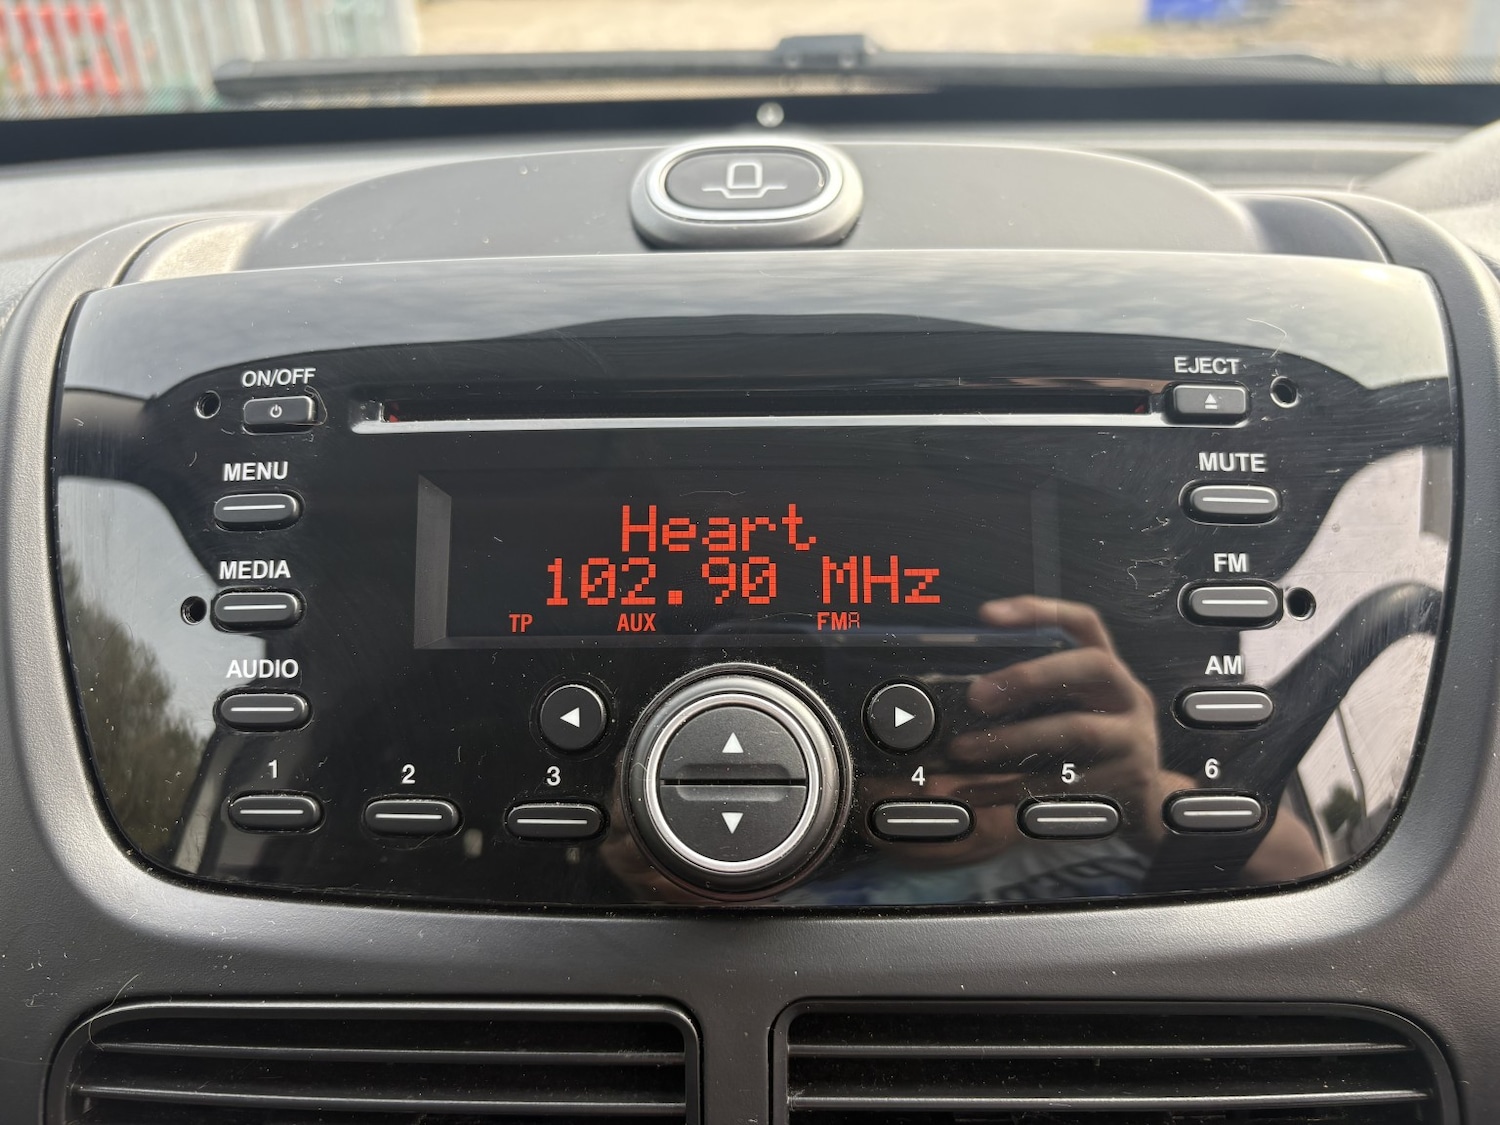 ON/OFF
EJECT
MENU
MUTE
Heart
102.90 MHz
TP AUX FMA
MEDIA
FM
AUDIO
AM
1 2 3 4 5 6